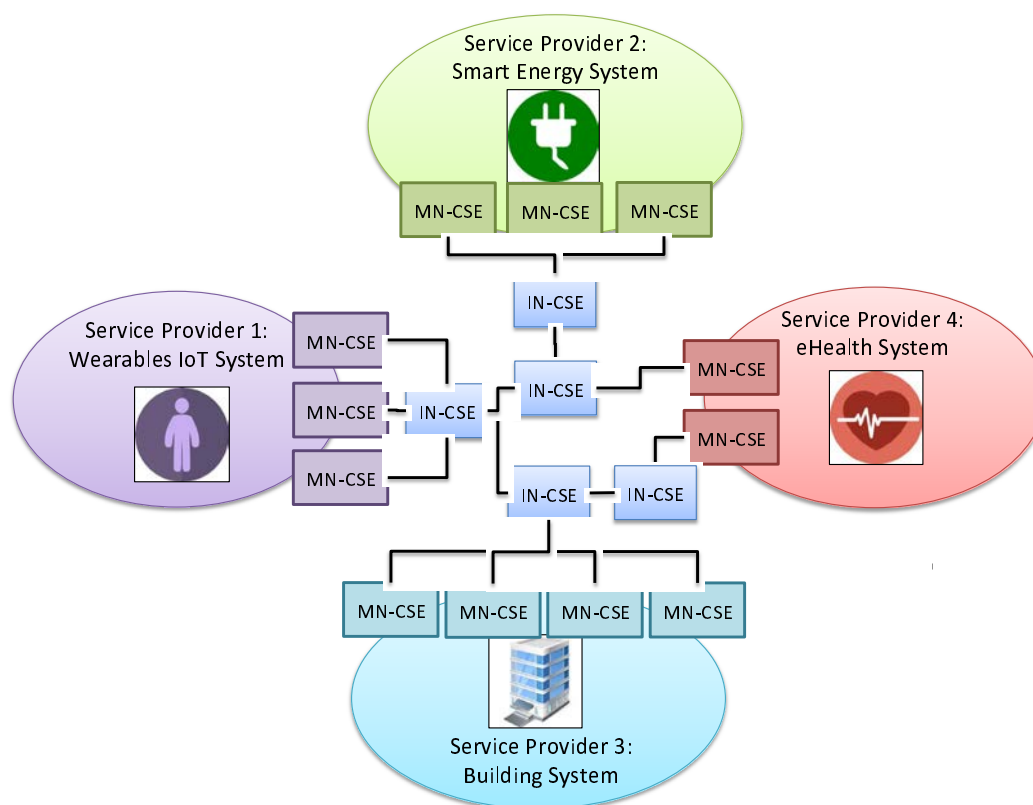 Service Provider 2:
Smart Energy System
MN-CSE
MN-CSE
MN-CSE
IN-CSE
Service Provider 1:
Wearables IoT System
MN-CSE
MN-CSE
MN-CSE
IN-CSE
IN-CSE
Service Provider 4:
eHealth System
MN-CSE
MN-CSE
IN-CSE
IN-CSE
MN-CSE
MN-CSE
MN-CSE
MN-CSE
Service Provider 3:
Building System